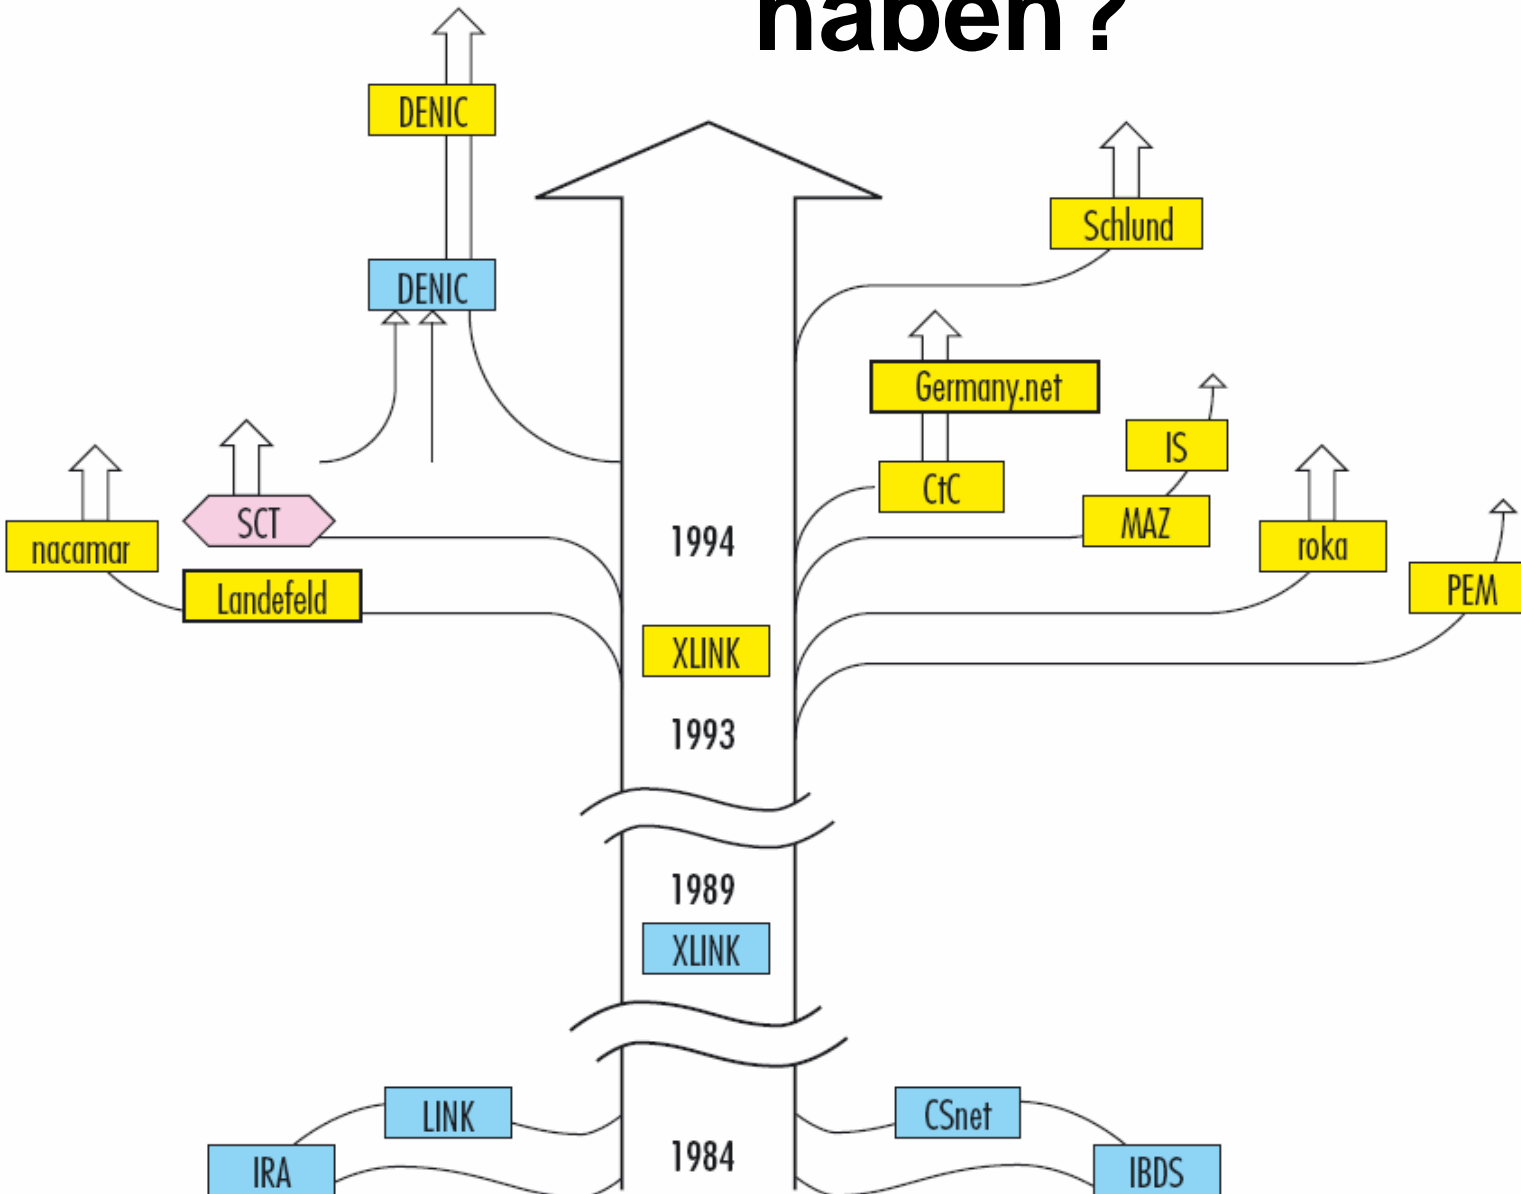 haben?
DENIC
Schlund
DENIC
Germany.net
IS
CtC
SCT
MAZ
nacamar
1994
roka
PEM
Landefeld
XLINK
1993
1989
XLINK
LINK
CSnet
1984
IRA
IBDS